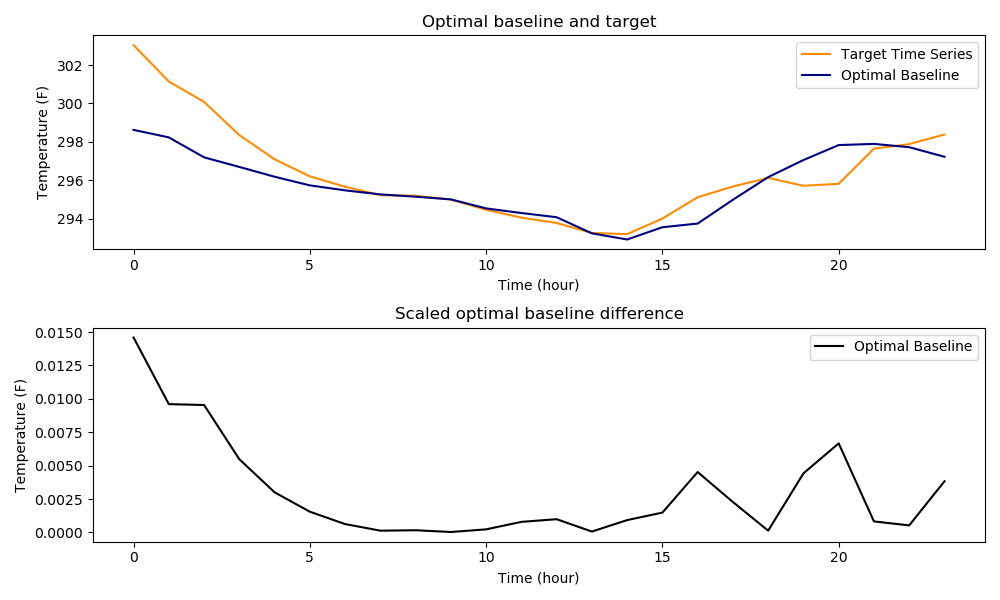 Optimal baseline and target
Temperature (F)
302
300
298
296
294
Target Time Series
Optimal Baseline
0 5 10 15 20
Time (hour)
Scaled optimal baseline difference
Temperature (F)
0.0150
0.0125
0.0100
0.0075
0.0050
0.0025
0.0000
Optimal Baseline
0 5 10 15 20
Time (hour)